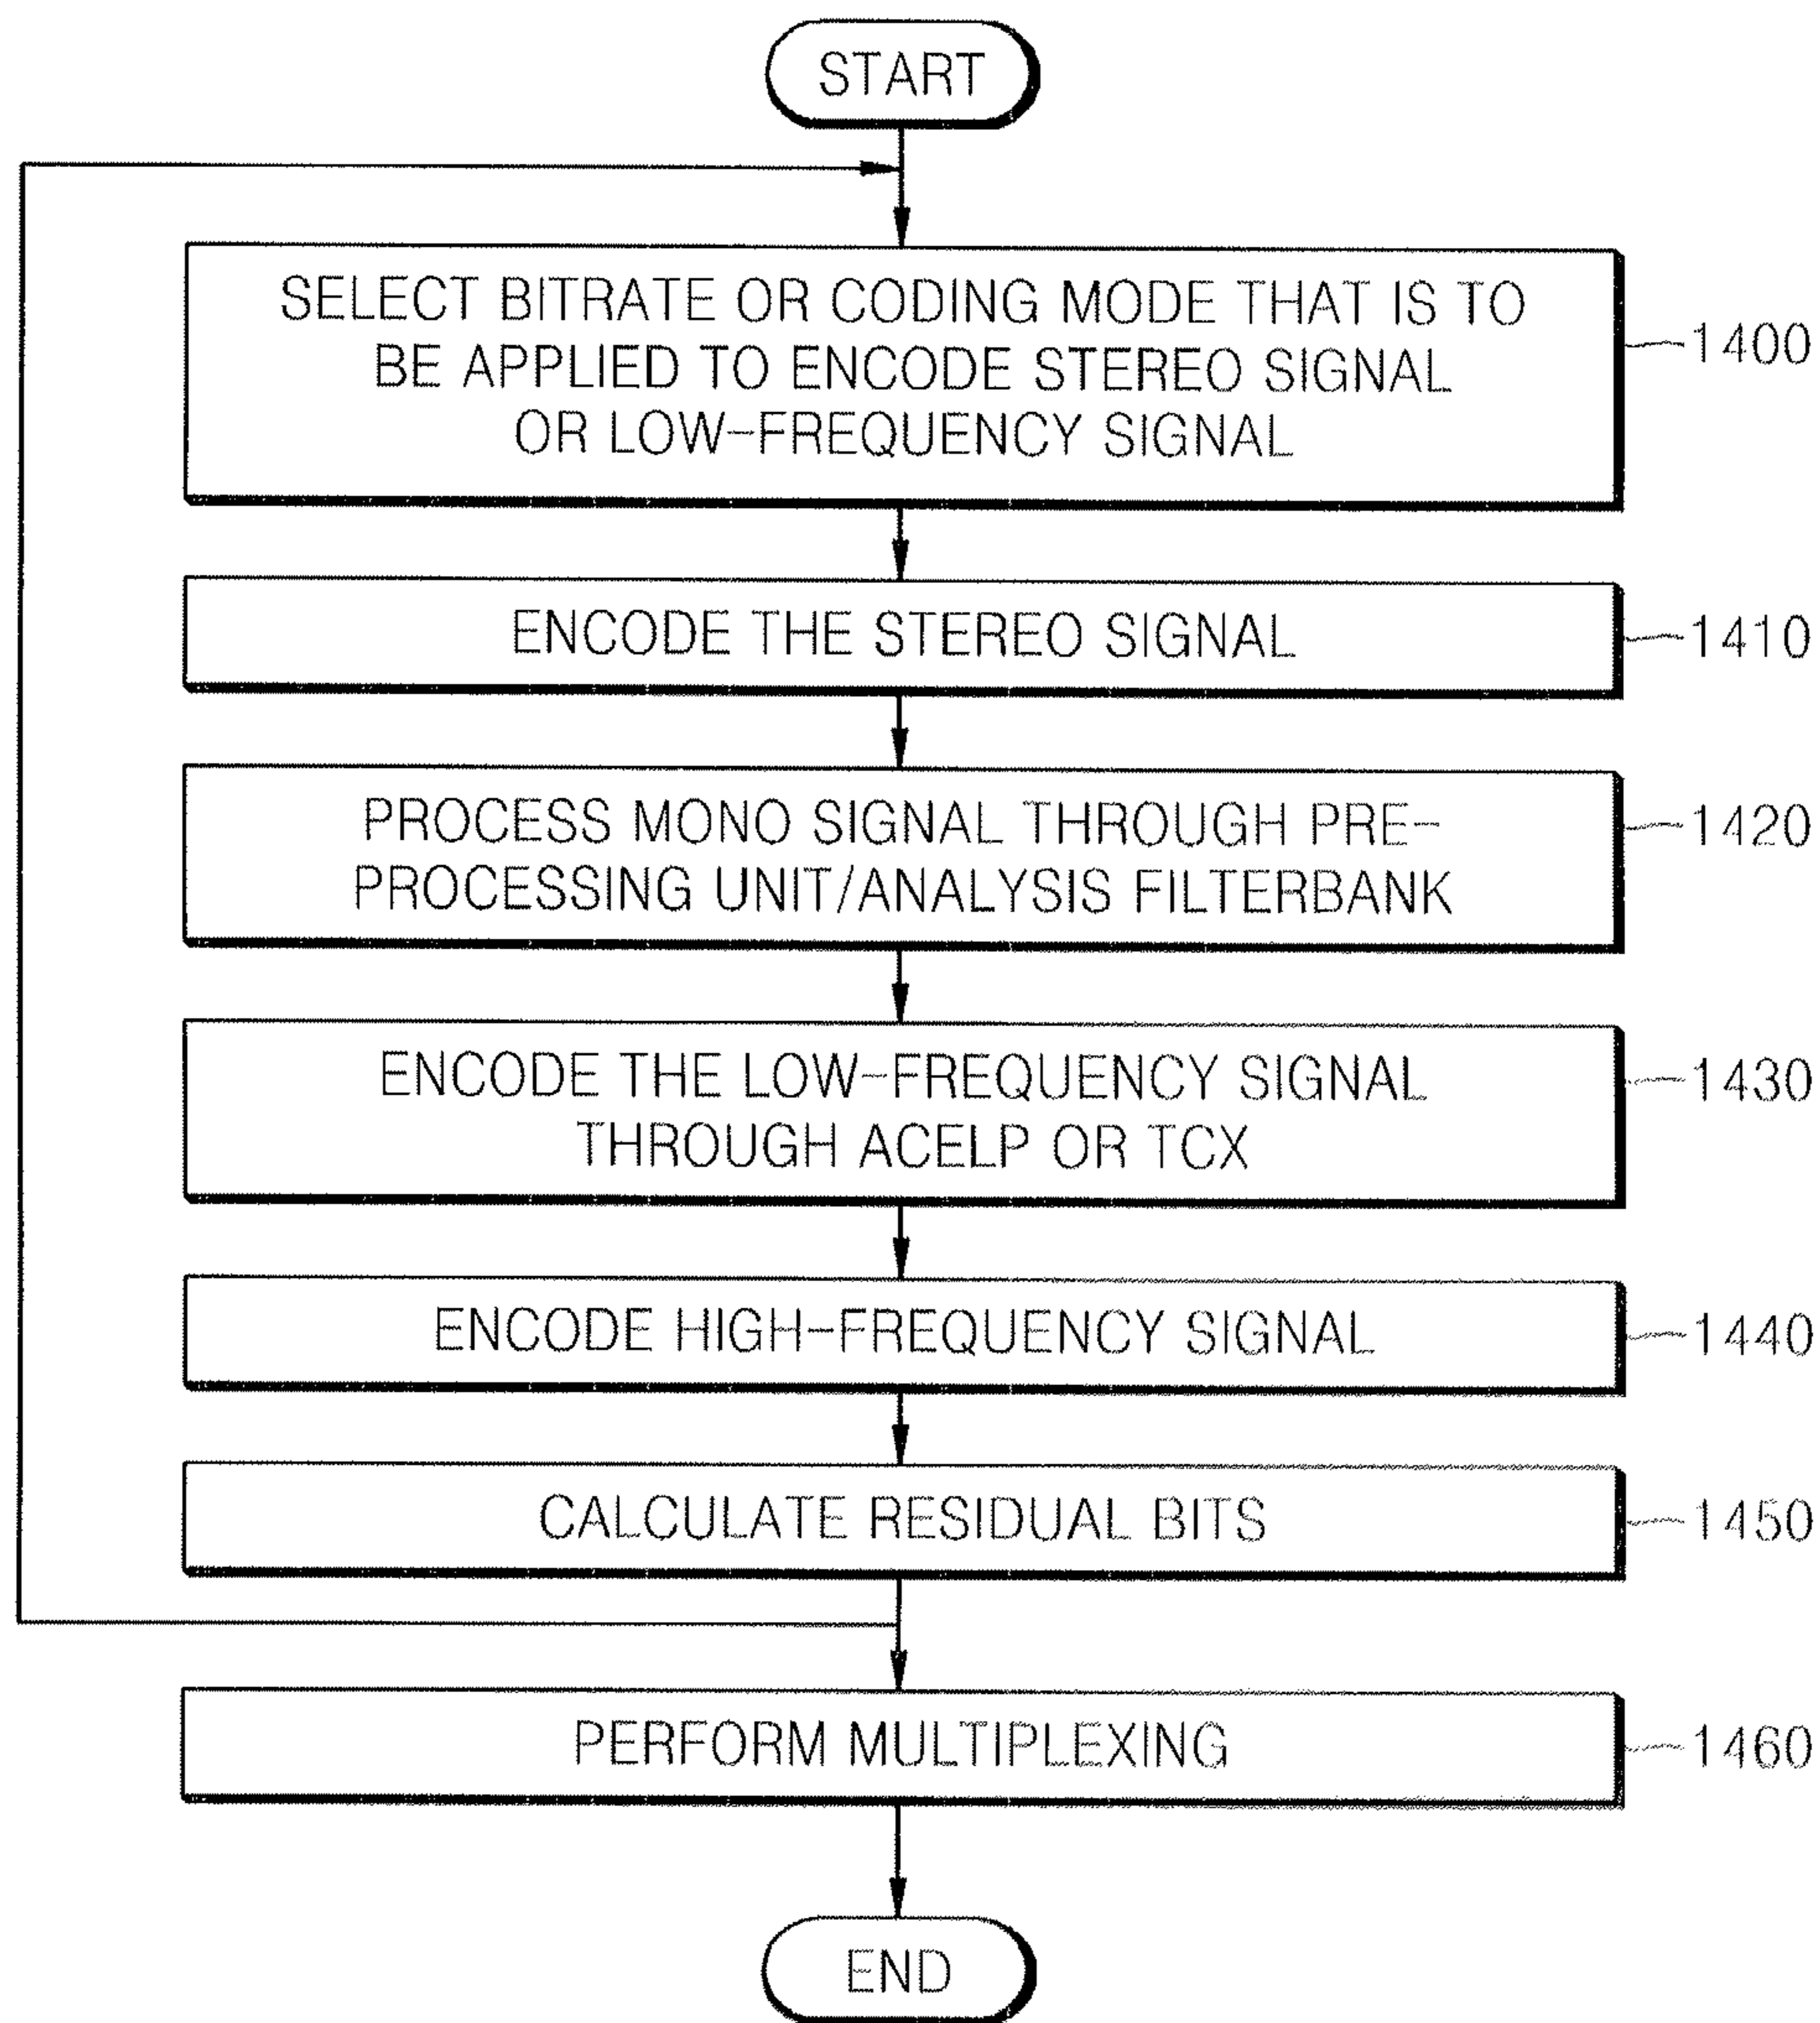 START
SELECT BITRATE OR CODING MODE THAT IS TO
BE APPLIED TO ENCODE STEREO SIGNAL
OR LOW-FREQUENCY SIGNAL
1400
ENCODE THE STEREO SIGNAL
1410
PROCESS MONO SIGNAL THROUGH PRE-
PROCESSING UNIT/ANALYSIS FILTERBANK
1420
ENCODE THE LOW-FREQUENCY SIGNAL
THROUGH ACELP OR TCX
1430
ENCODE HIGH-FREQUENCY SIGNAL
1440
CALCULATE RESIDUAL BITS
1450
PERFORM MULTIPLEXING
1460
END